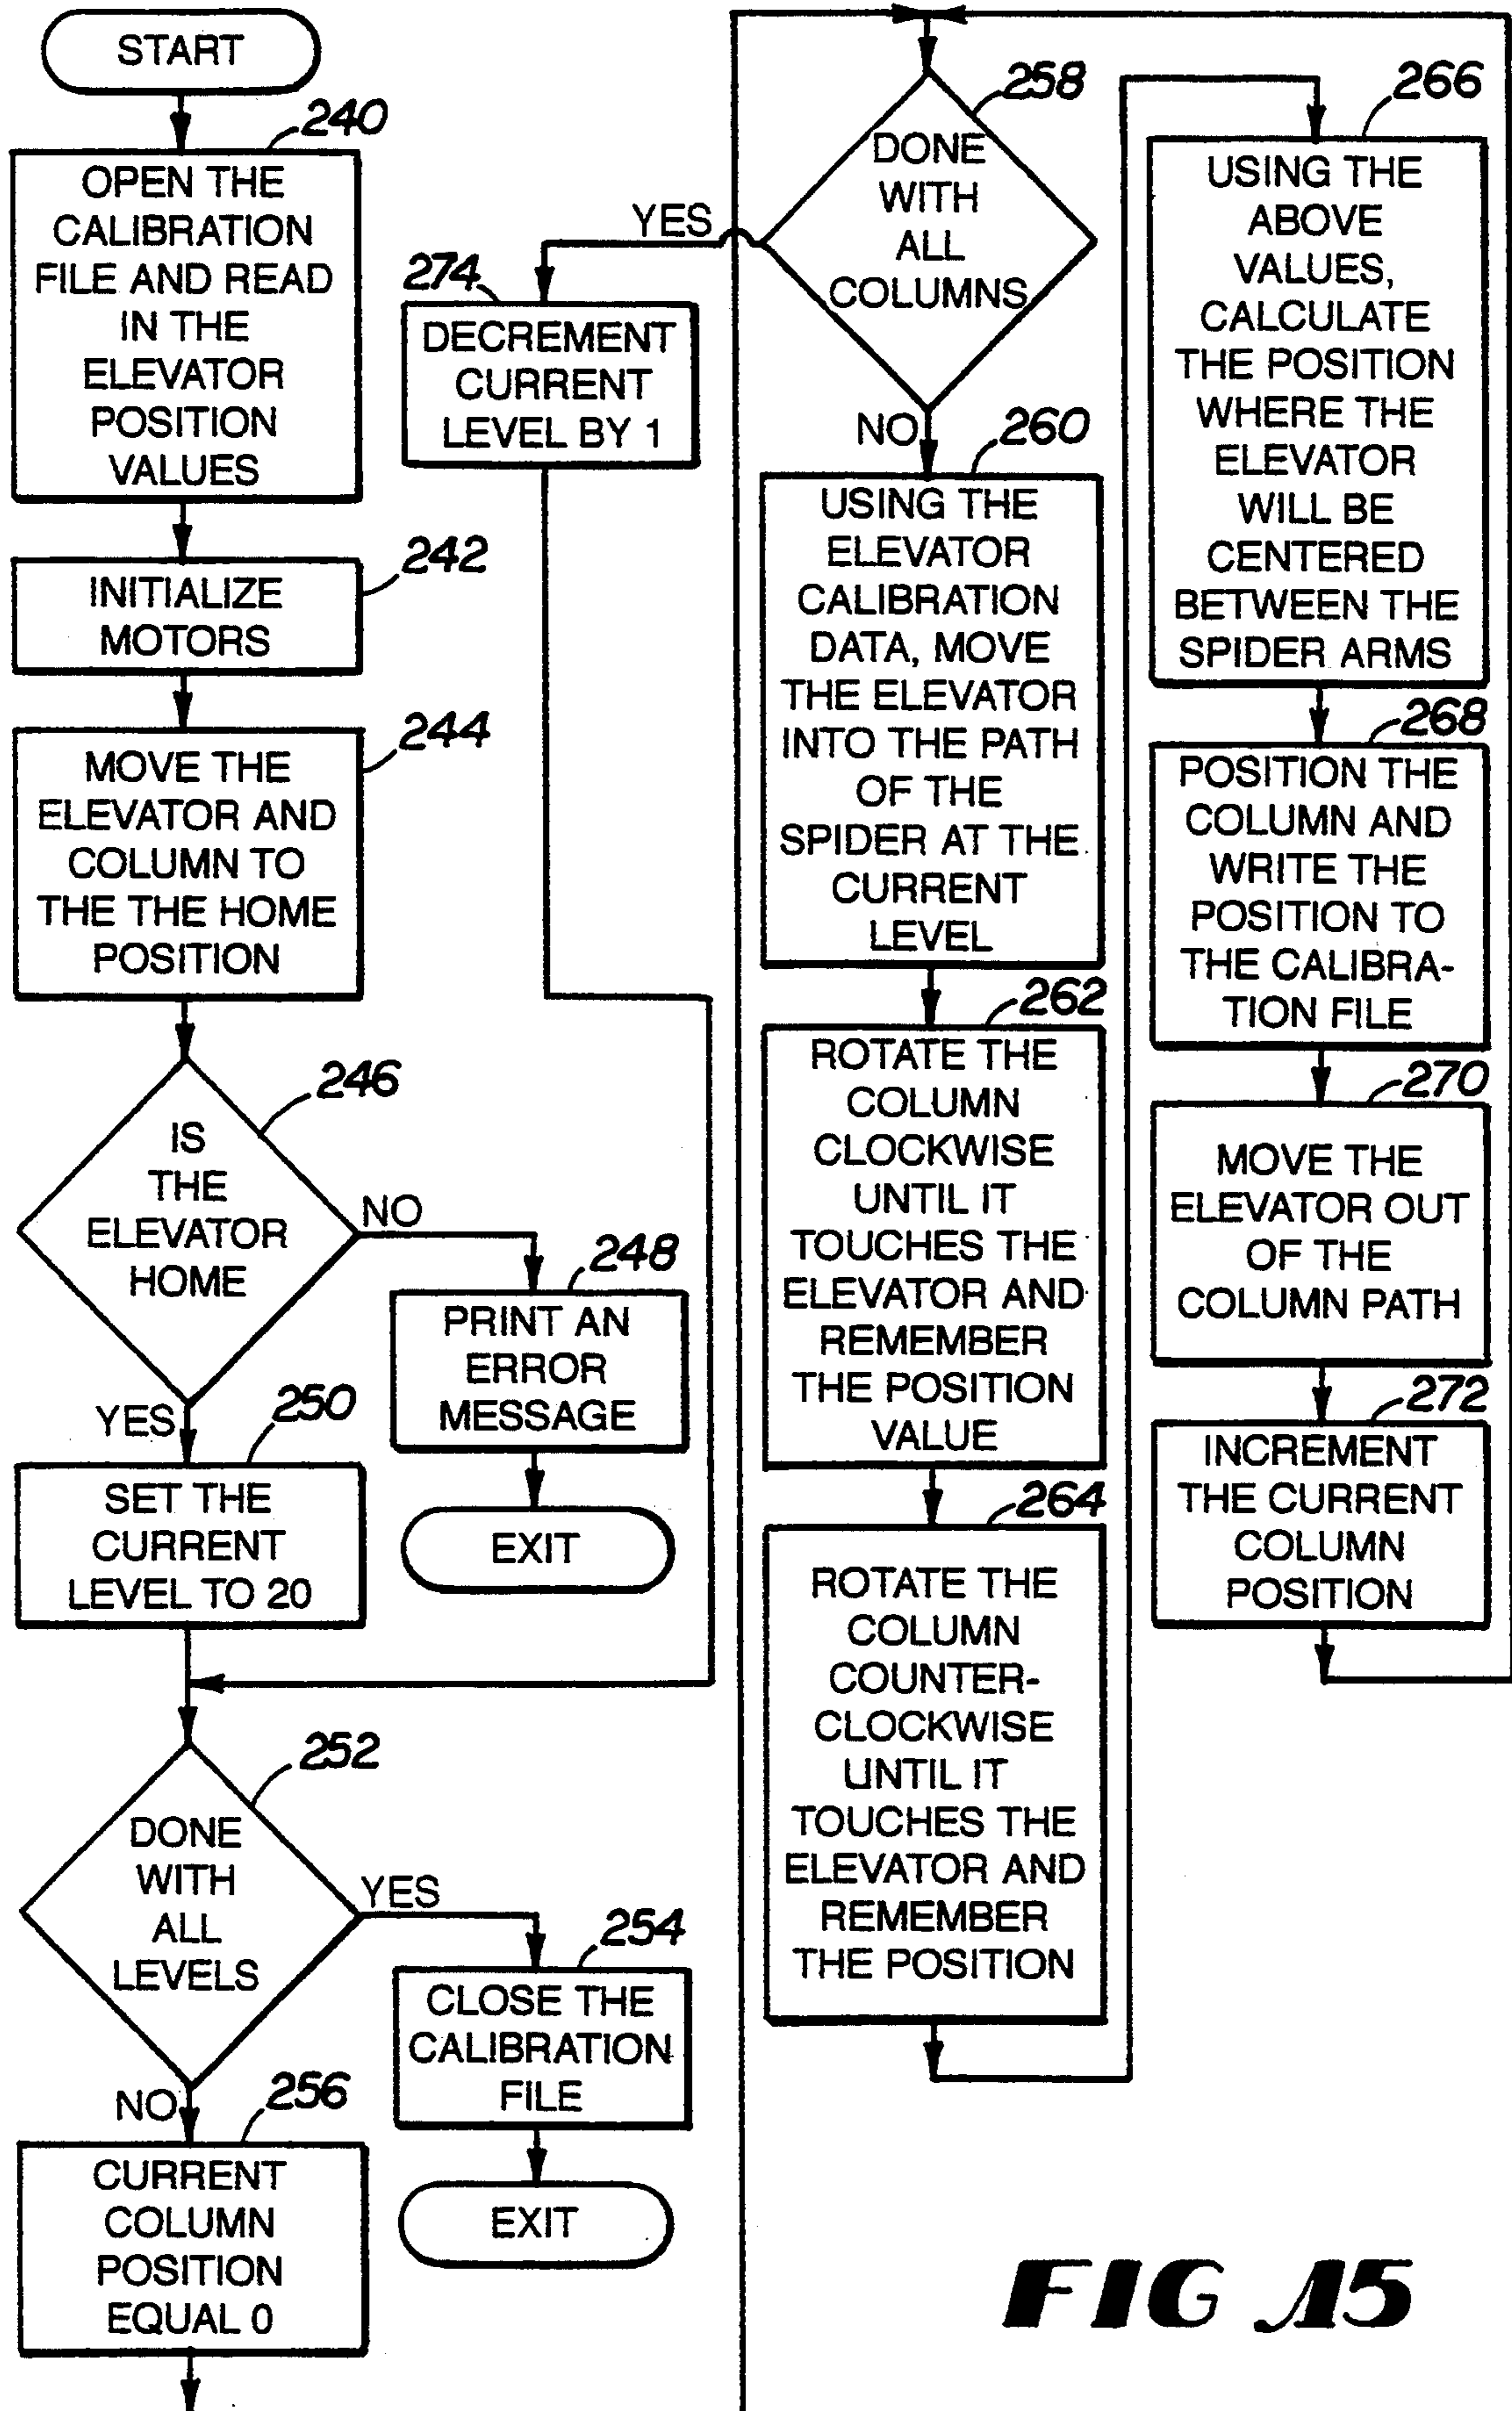 START
240
OPEN THE
CALIBRATION
FILE AND READ
IN THE
ELEVATOR
POSITION
VALUES
242
INITIALIZE
MOTORS
244
MOVE THE
ELEVATOR AND
COLUMN TO
THE THE HOME
POSITION
246
IS
THE
ELEVATOR
HOME
NO
248
PRINT AN
ERROR
MESSAGE
EXIT
YES
250
SET THE
CURRENT
LEVEL TO 20
252
DONE
WITH
ALL
LEVELS
YES
254
CLOSE THE
CALIBRATION
FILE
EXIT
NO
256
CURRENT
COLUMN
POSITION
EQUAL 0
258
DONE
WITH
ALL
COLUMNS
YES
274
DECREMENT
CURRENT
LEVEL BY 1
NO
260
USING THE
ELEVATOR
CALIBRATION
DATA, MOVE
THE ELEVATOR
INTO THE PATH
OF THE
SPIDER AT THE
CURRENT
LEVEL
262
ROTATE THE
COLUMN
CLOCKWISE
UNTIL IT
TOUCHES THE
ELEVATOR AND
REMEMBER
THE POSITION
VALUE
264
ROTATE THE
COLUMN
COUNTER-
CLOCKWISE
UNTIL IT
TOUCHES THE
ELEVATOR AND
REMEMBER
THE POSITION
266
USING THE
ABOVE
VALUES,
CALCULATE
THE POSITION
WHERE THE
ELEVATOR
WILL BE
CENTERED
BETWEEN THE
SPIDER ARMS
268
POSITION THE
COLUMN AND
WRITE THE
POSITION TO
THE CALIBRA-
TION FILE
270
MOVE THE
ELEVATOR OUT
OF THE
COLUMN PATH
272
INCREMENT
THE CURRENT
COLUMN
POSITION
FIG 15